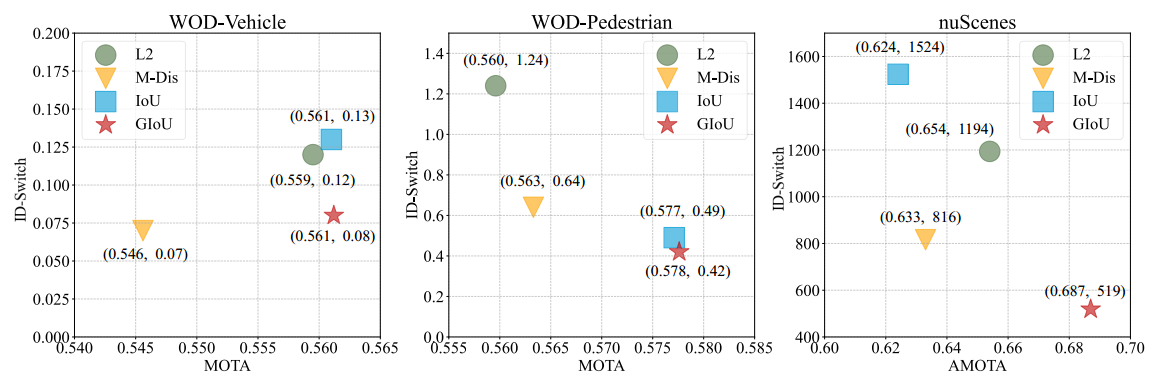 WOD-Vehicle
0.200
0.175
0.150
0.125
0.100
0.075
0.050
0.025
0.000
ID-Switch
L2
M-Dis
IoU
GIoU
(0.561, 0.13)
(0.559, 0.12)
(0.561, 0.08)
(0.546, 0.07)
0.540 0.545 0.550 0.555 0.560 0.565
MOTA
WOD-Pedestrian
1.4
1.2
1.0
0.8
0.6
0.4
0.2
0.0
ID-Switch
(0.560, 1.24)
L2
M-Dis
IoU
GIoU
(0.563, 0.64)
(0.577, 0.49)
(0.578, 0.42)
0.555 0.560 0.565 0.570 0.575 0.580 0.585
MOTA
nuScenes
1600
1400
1200
1000
800
600
400
ID-Switch
(0.624, 1524)
L2
M-Dis
IoU
GIoU
(0.654, 1194)
(0.633, 816)
(0.687, 519)
0.60 0.62 0.64 0.66 0.68 0.70
AMOTA